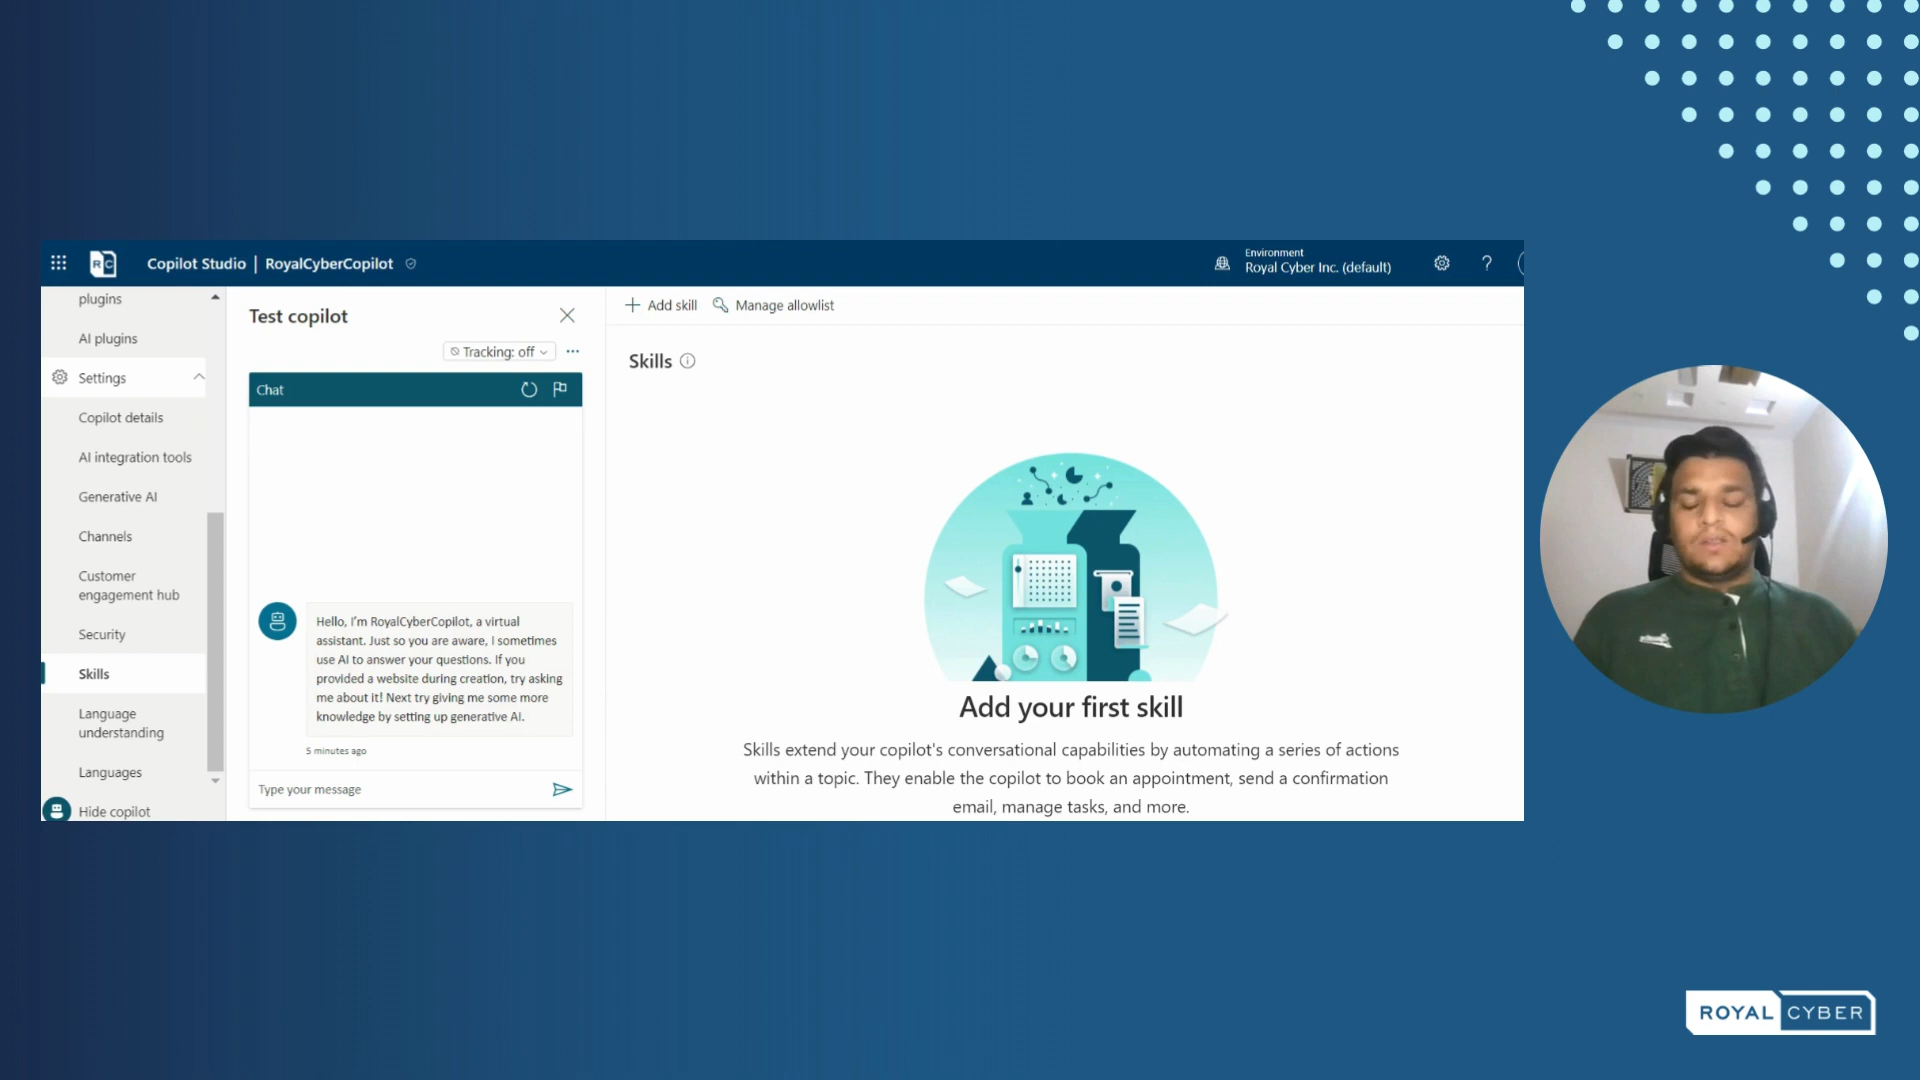 Copilot Studio | RoyalCyberCopilot
Environment
Royal Cyber Inc. (default)
?
plugins
AI plugins
Settings
Copilot details
AI integration tools
Generative AI
Channels
Customer
engagement hub
Security
Skills
Language
understanding
Languages
Hide copilot
Test copilot
Tracking: off
Chat
Hello, I'm RoyalCyberCopilot, a virtual
assistant. Just so you are aware, I sometimes
use AI to answer your questions. If you
provided a website during creation, try asking
me about it! Next try giving me some more
knowledge by setting up generative AI.
5 minutes ago
Type your message
Add skill
Manage allowlist
Skills
Add your first skill
Skills extend your copilot's conversational capabilities by automating a series of actions
within a topic. They enable the copilot to book an appointment, send a confirmation
email, manage tasks, and more.
ROYAL CYBER